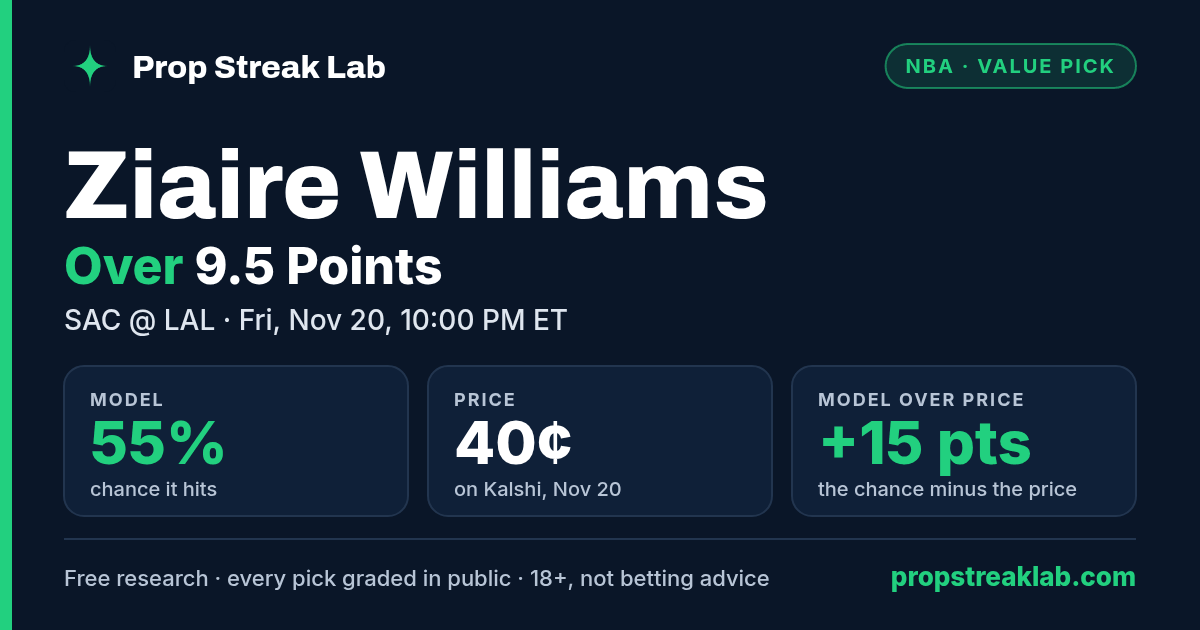 Prop Streak Lab
NBA · VALUE PICK
Ziaire Williams
Over 9.5 Points
SAC @ LAL · Fri, Nov 20, 10:00 PM ET
MODEL
55%
chance it hits
PRICE
40¢
on Kalshi, Nov 20
MODEL OVER PRICE
+15 pts
the chance minus the price
Free research · every pick graded in public · 18+, not betting advice
propstreaklab.com